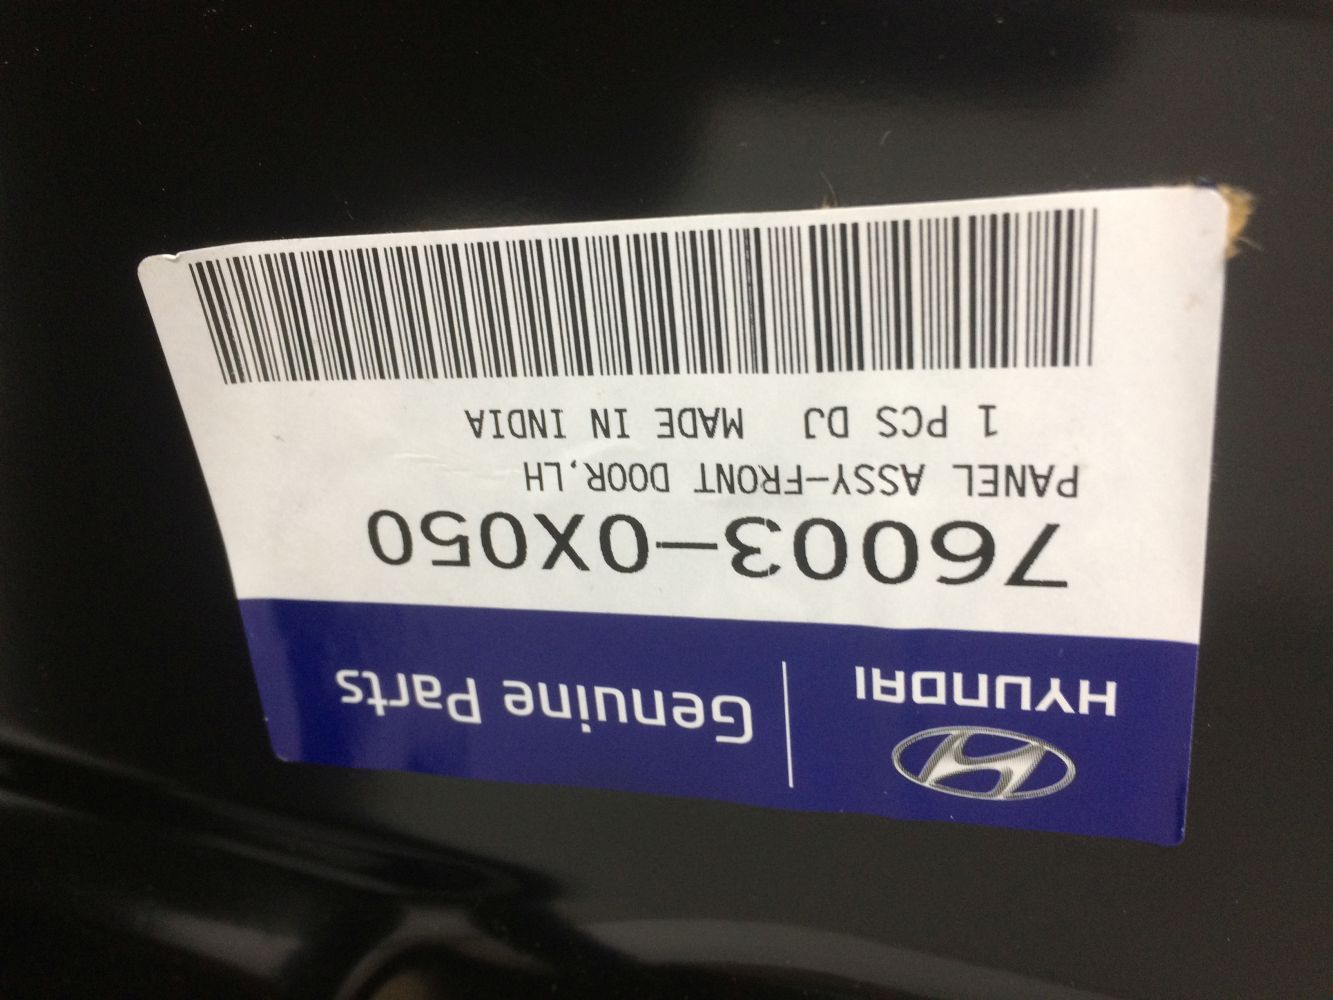 HYUNDAI
Genuine Parts
76003-0X050
PANEL ASSY-FRONT DOOR,LH
1 PCS DJ MADE IN INDIA